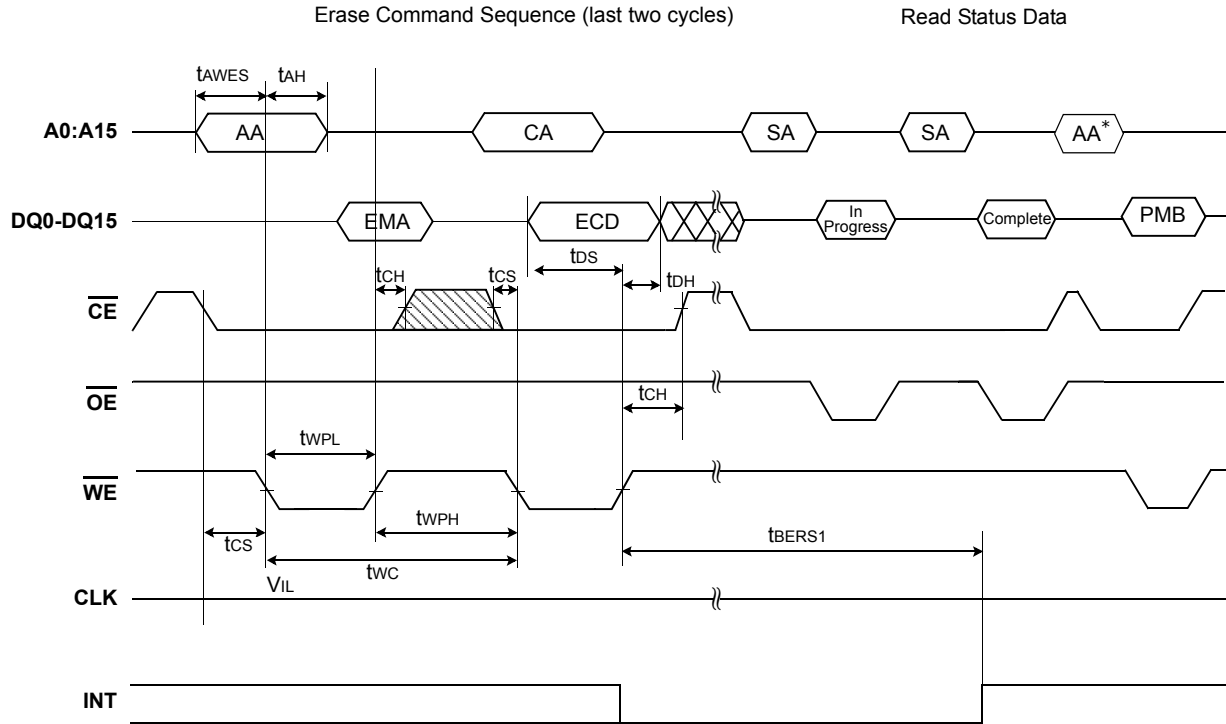 Erase Command Sequence (last two cycles) Read Status Data
tAWES tAH
A0:A15 AA CA SA SA AA*
DQ0-DQ15 EMA ECD In Progress Complete PMB
tCH tCS tDS tDH
CE
OE tCH
tWPL
WE
tWPH
tCS tBERS1
tWC
VIL
CLK
INT